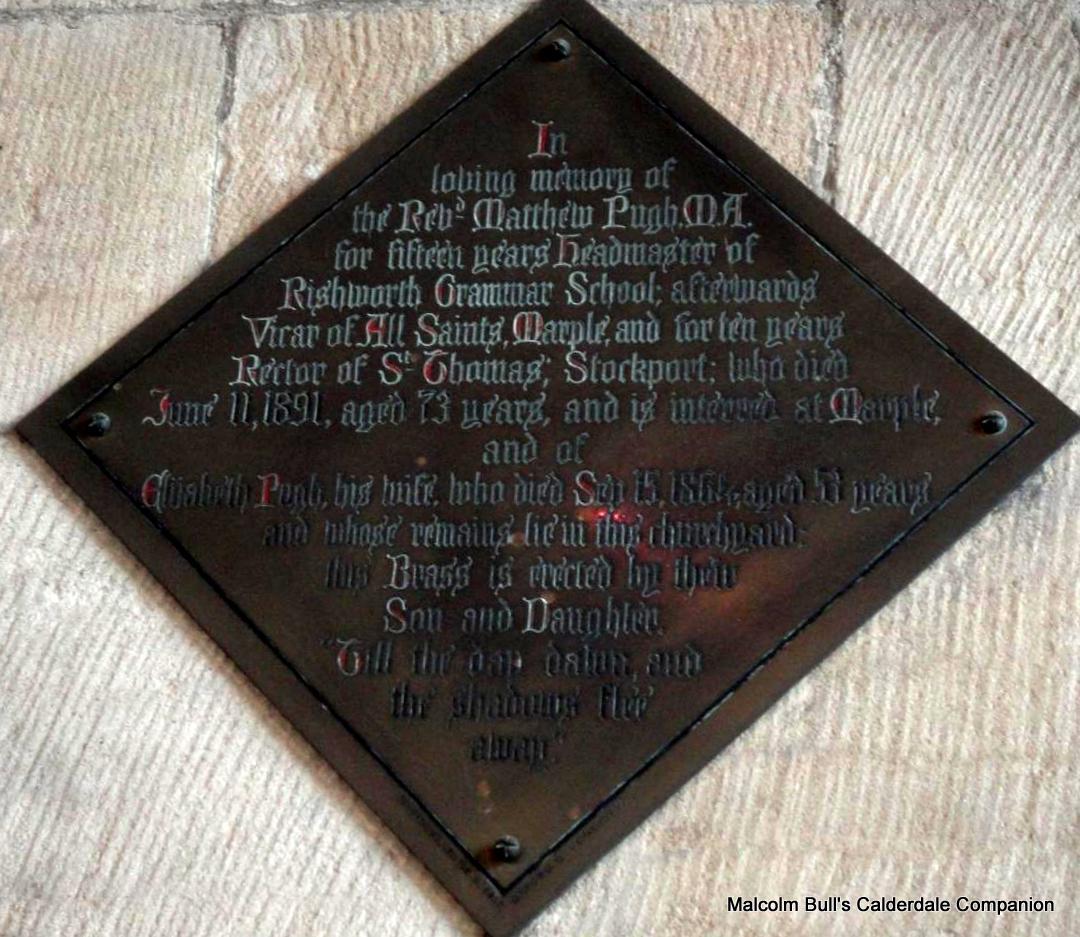 In
loving memory of
the Revd. Matthew Pugh, M.A.
for fifteen years Headmaster of
Rishworth Grammar School; afterwards
Vicar of All Saints, Marple, and for ten years
Rector of St. Thomas; Stockport; who died
June 11, 1891, aged 73 years, and is interred at Marple,
and of
Elizabeth Pugh, his wife, who died Sep 15, aged 53 years
and whose remains lie in this churchyard;
this Brass is erected by their
Son and Daughter.
"Till the day dawn, and
the shadows flee
away."
Malcolm Bull's Calderdale Companion